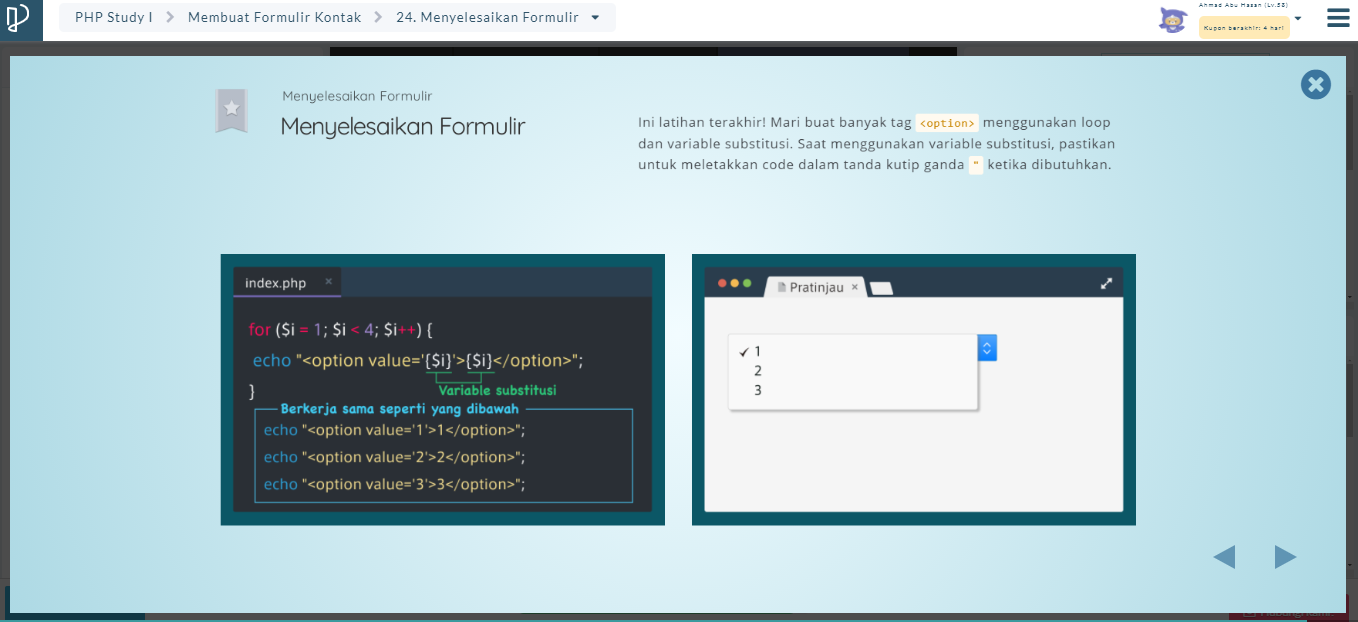 PHP Study I
Membuat Formulir Kontak
24. Menyelesaikan Formulir
Ahmad Abu Hasan (Lv.58)
Kupon berakhir: 4 hari
Menyelesaikan Formulir
Menyelesaikan Formulir
Ini latihan terakhir! Mari buat banyak tag <option> menggunakan loop
dan variable substitusi. Saat menggunakan variable substitusi, pastikan
untuk meletakkan code dalam tanda kutip ganda " ketika dibutuhkan.
index.php ×
for ($i = 1; $i < 4; $i++) {
echo "<option value='{$i}'>{$i}</option>";
}
Variable substitusi
Berkerja sama seperti yang dibawah
echo "<option value='1'>1</option>";
echo "<option value='2'>2</option>";
echo "<option value='3'>3</option>";
Pratinjau ×
✓ 1
2
3